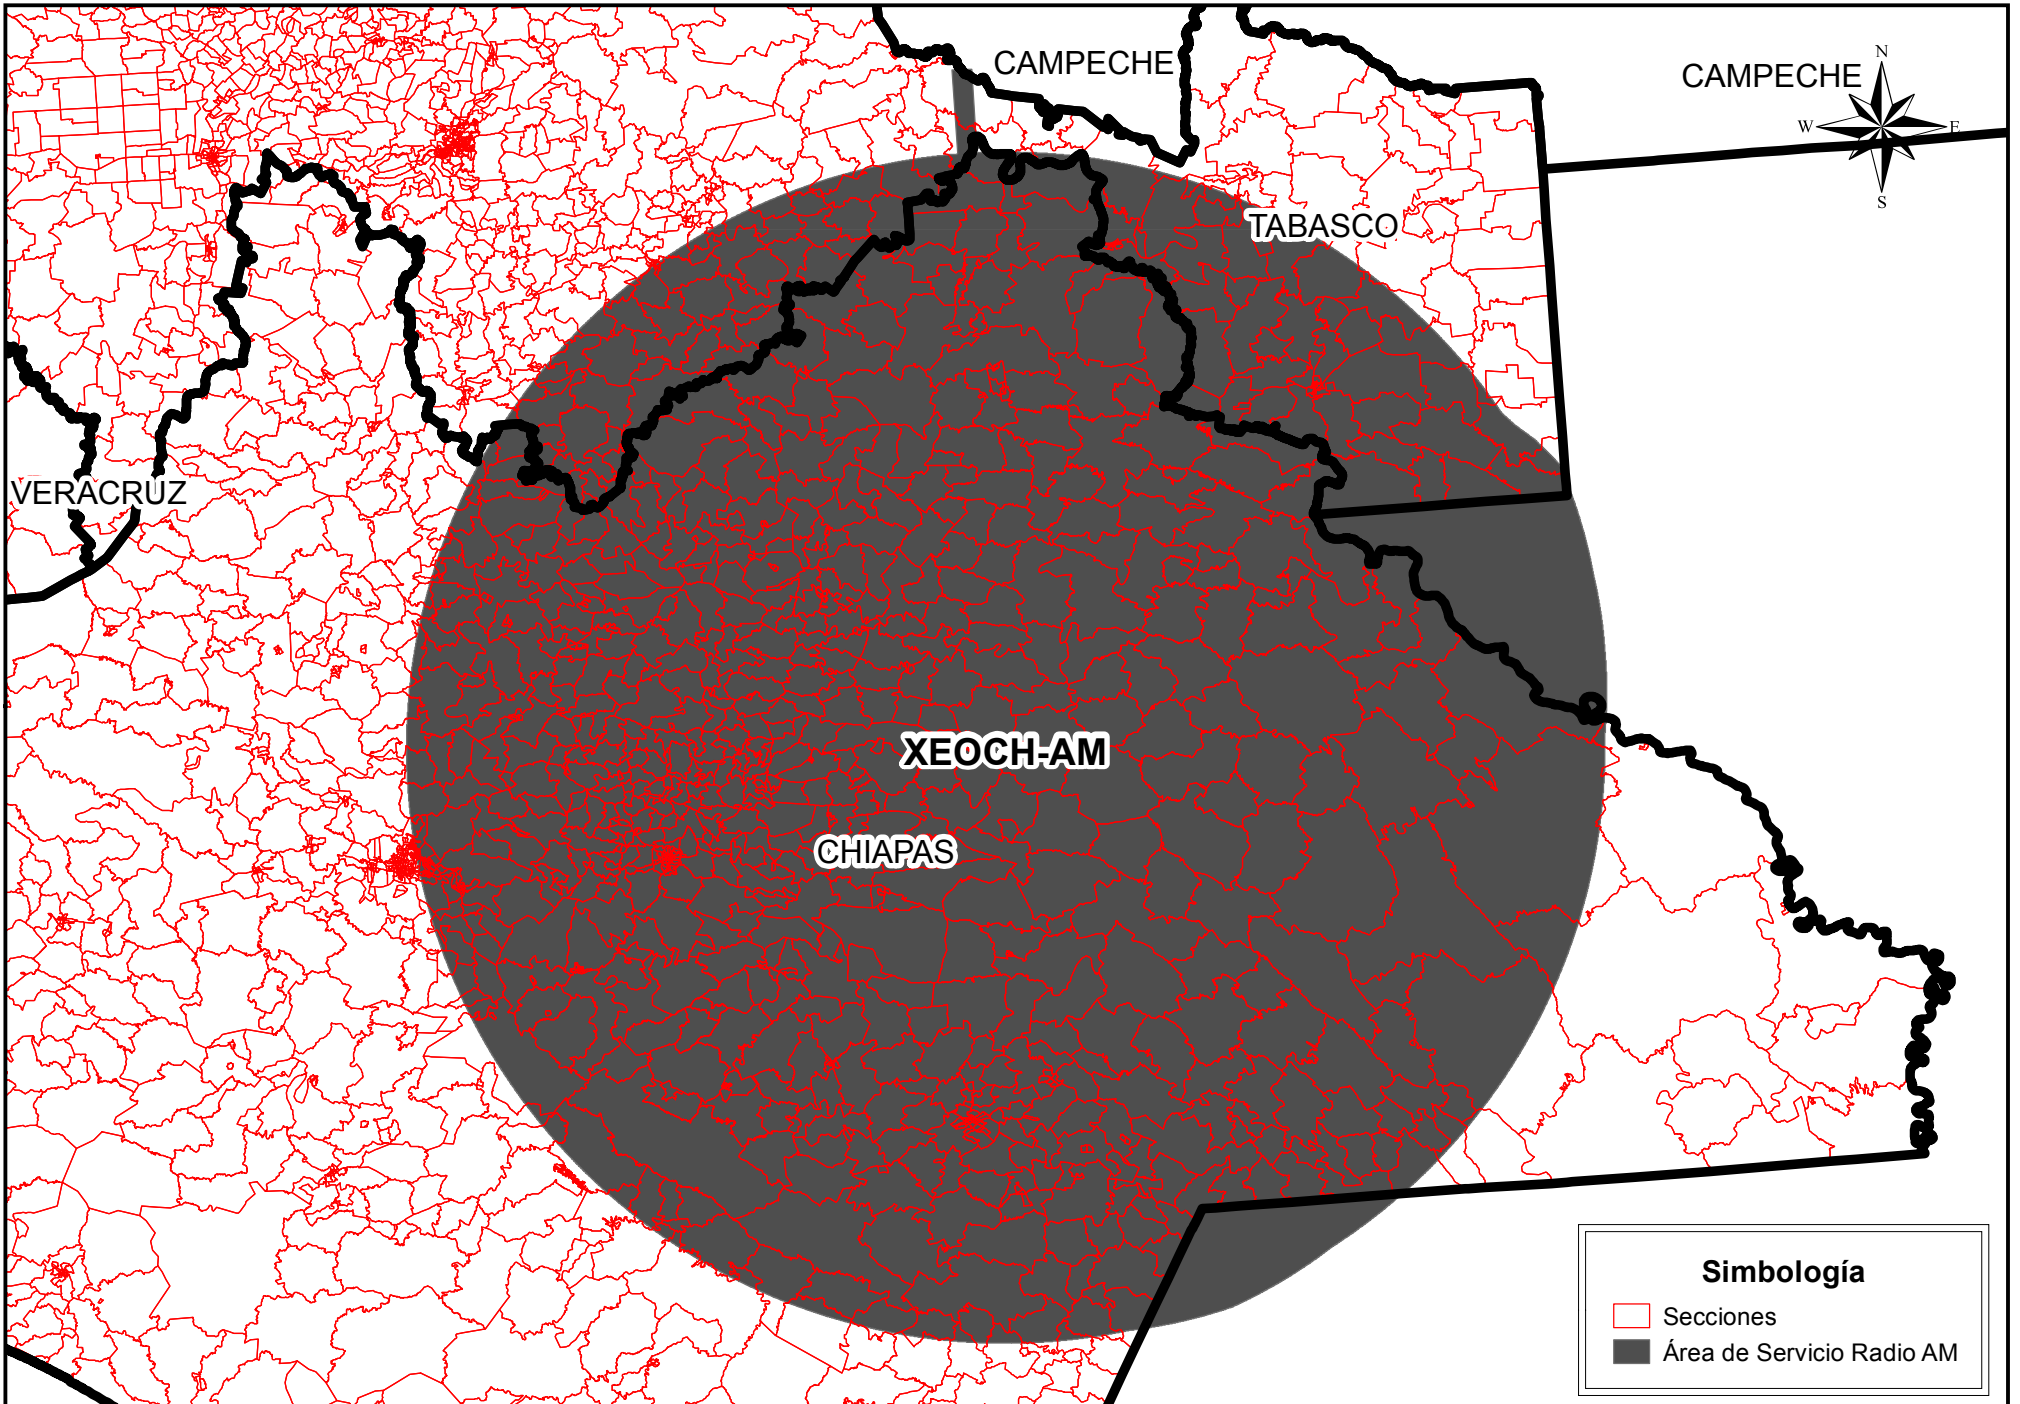 CAMPECHE
CAMPECHE
N
W
E
S
TABASCO
VERACRUZ
XEOCH-AM
CHIAPAS
Simbología
Secciones
Área de Servicio Radio AM